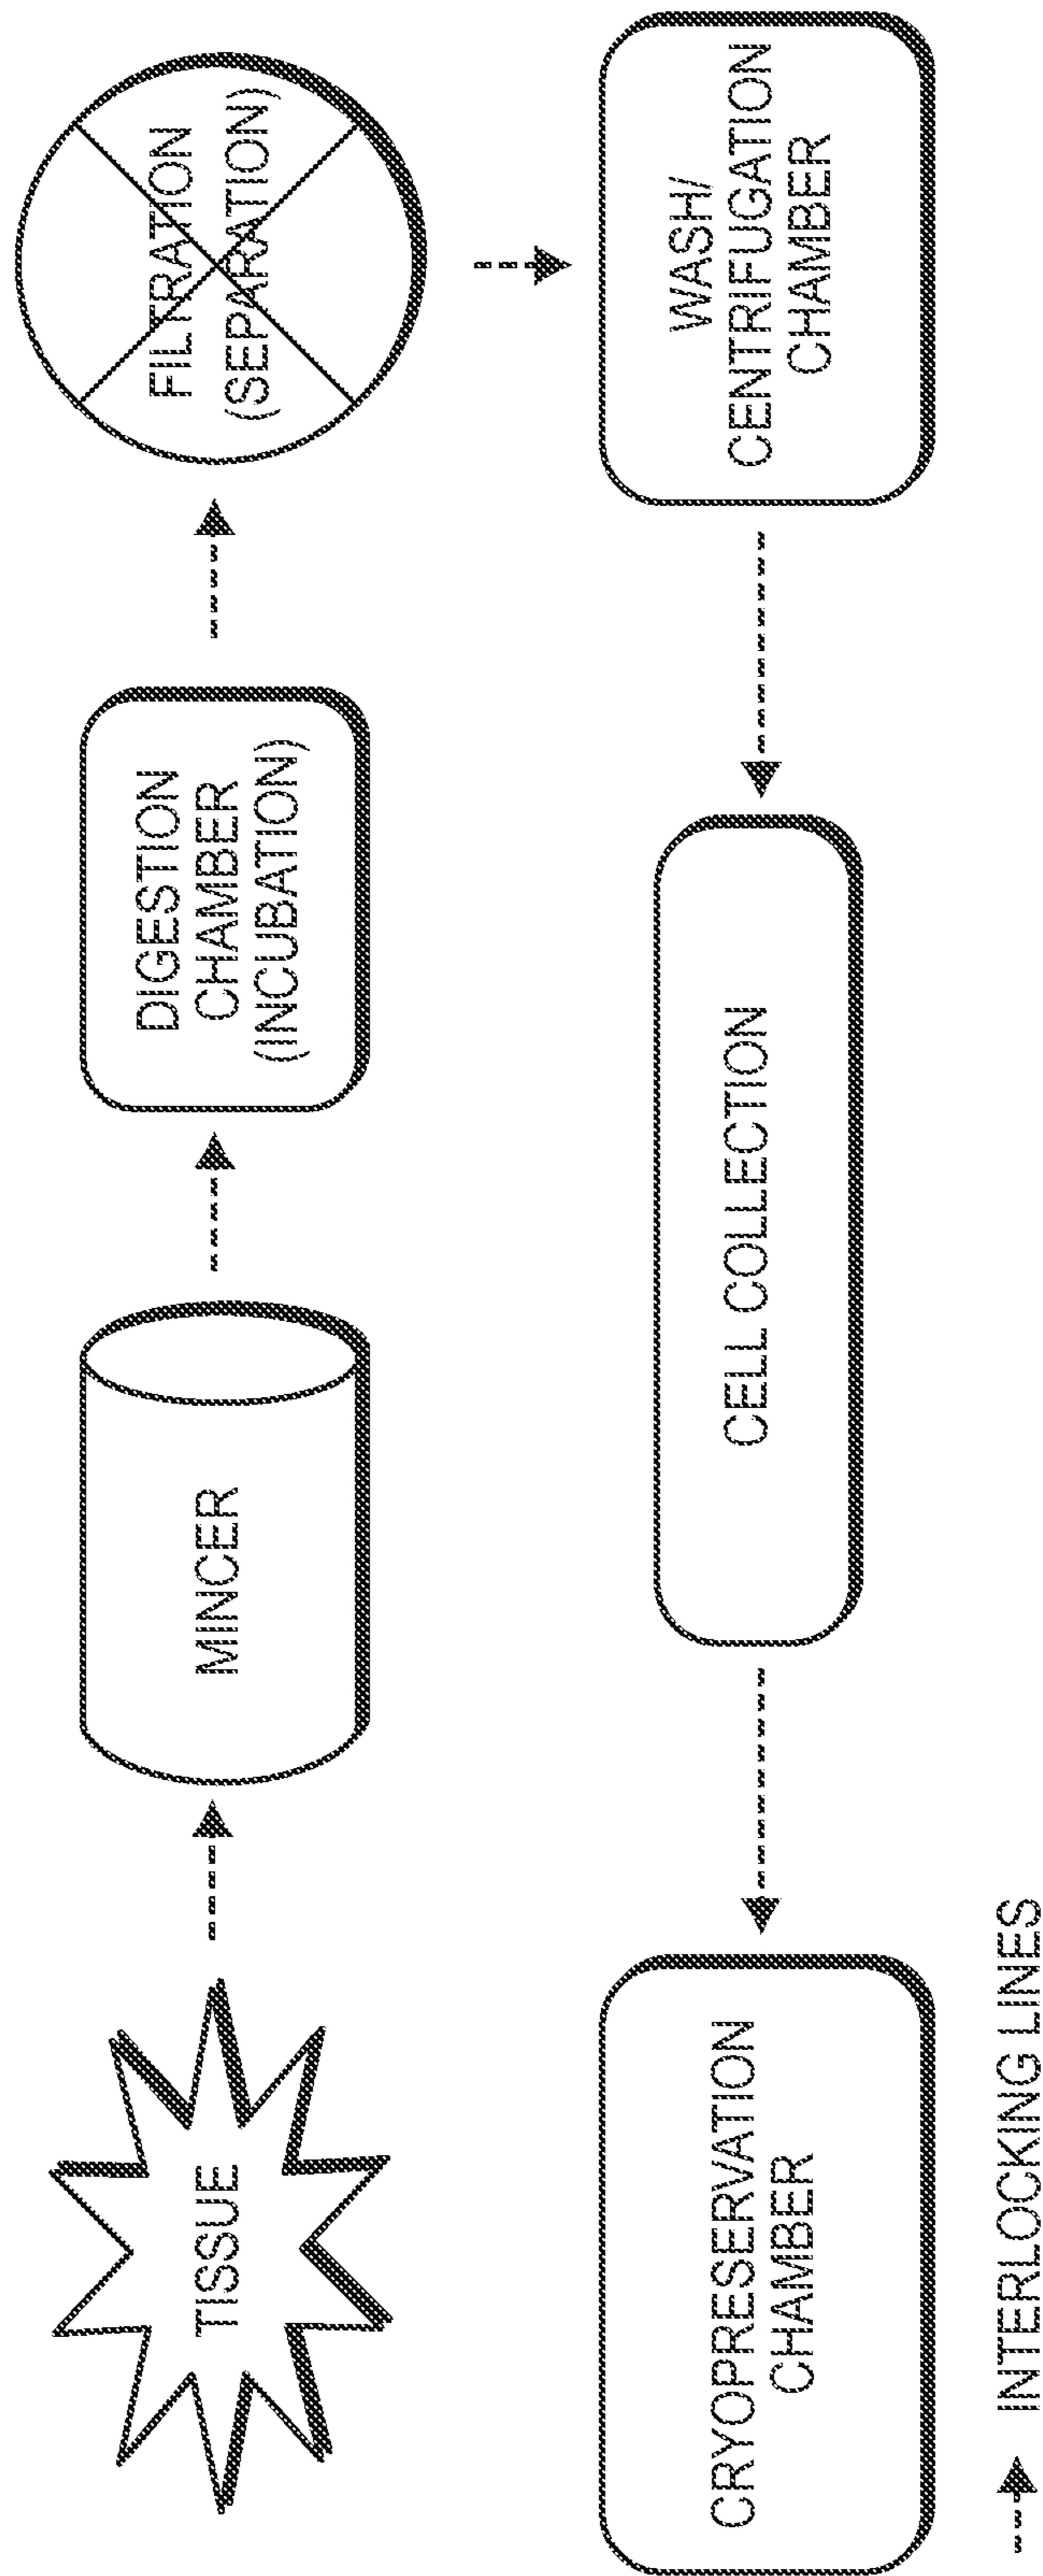 TISSUE
MINCER
DIGESTION
CHAMBER
(INCUBATION)
FILTRATION
(SEPARATION)
WASH/
CENTRIFUGATION
CHAMBER
CELL COLLECTION
CRYOPRESERVATION
CHAMBER
INTERLOCKING LINES